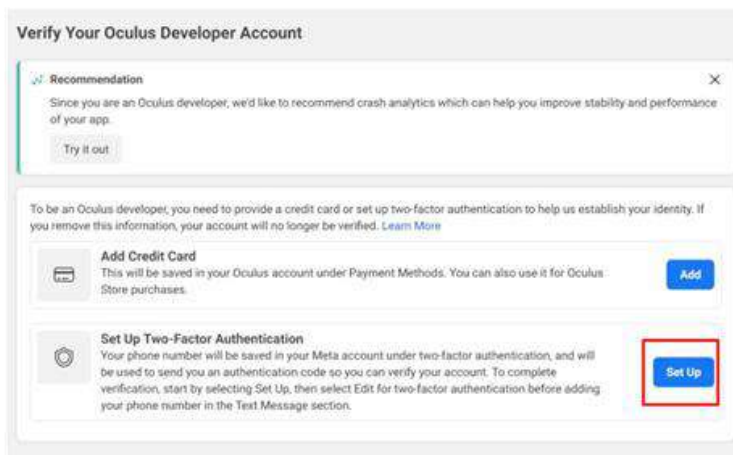 Verify Your Oculus Developer Account
Recommendation
Since you are an Oculus developer, we'd like to recommend crash analytics which can help you improve stability and performance
of your app.
Try it out
To be an Oculus developer, you need to provide a credit card or set up two-factor authentication to help us establish your identity. If
you remove this information, your account will no longer be verified. Learn More
Add Credit Card
This will be saved in your Oculus account under Payment Methods. You can also use it for Oculus
Store purchases.
Add
Set Up Two-Factor Authentication
Your phone number will be saved in your Meta account under two-factor authentication, and will
be used to send you an authentication code so you can verify your account. To complete
verification, start by selecting Set Up, then select Edit for two-factor authentication before adding
your phone number in the Text Message section.
Set Up